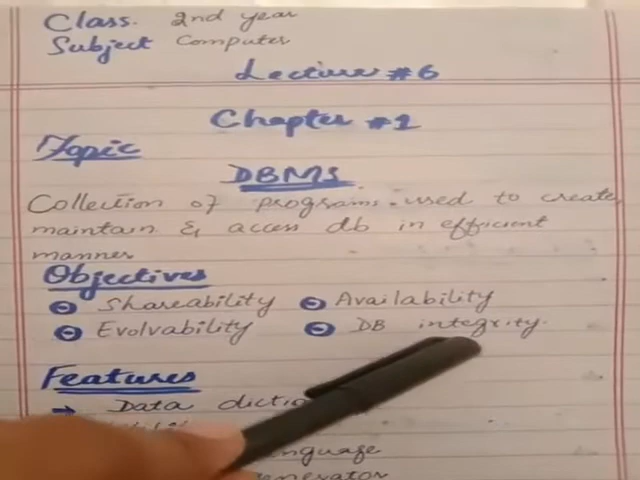 Class. 2nd year
Subject Computer
Lecture #6
Chapter #1
Topic
DBMS
Collection of programs used to create,
maintain & access db in efficient
manner
Objectives
Shareability Availability
Evolvability DB integrity.
Features
→ Data